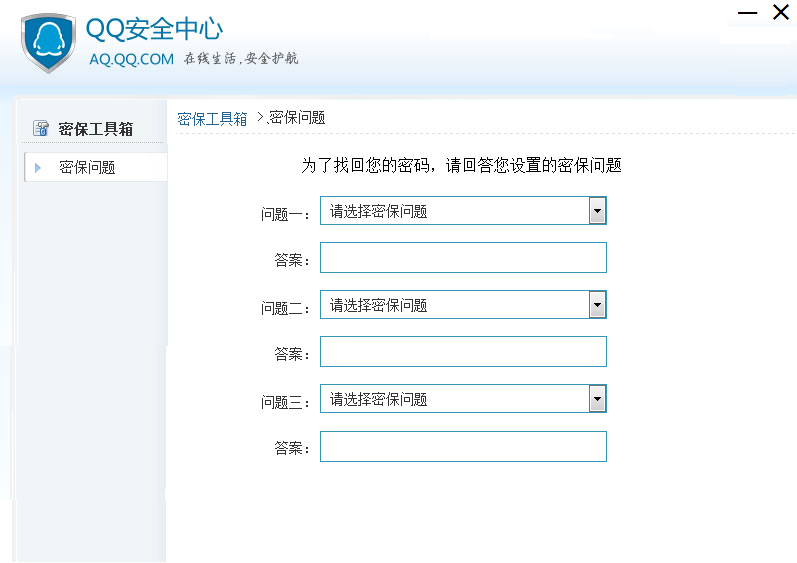 QQ安全中心
AQ.QQ.COM 在线生活,安全护航
密保工具箱
密保问题
密保工具箱 > 密保问题
为了找回您的密码，请回答您设置的密保问题
问题一： 请选择密保问题
答案：
问题二： 请选择密保问题
答案：
问题三： 请选择密保问题
答案：